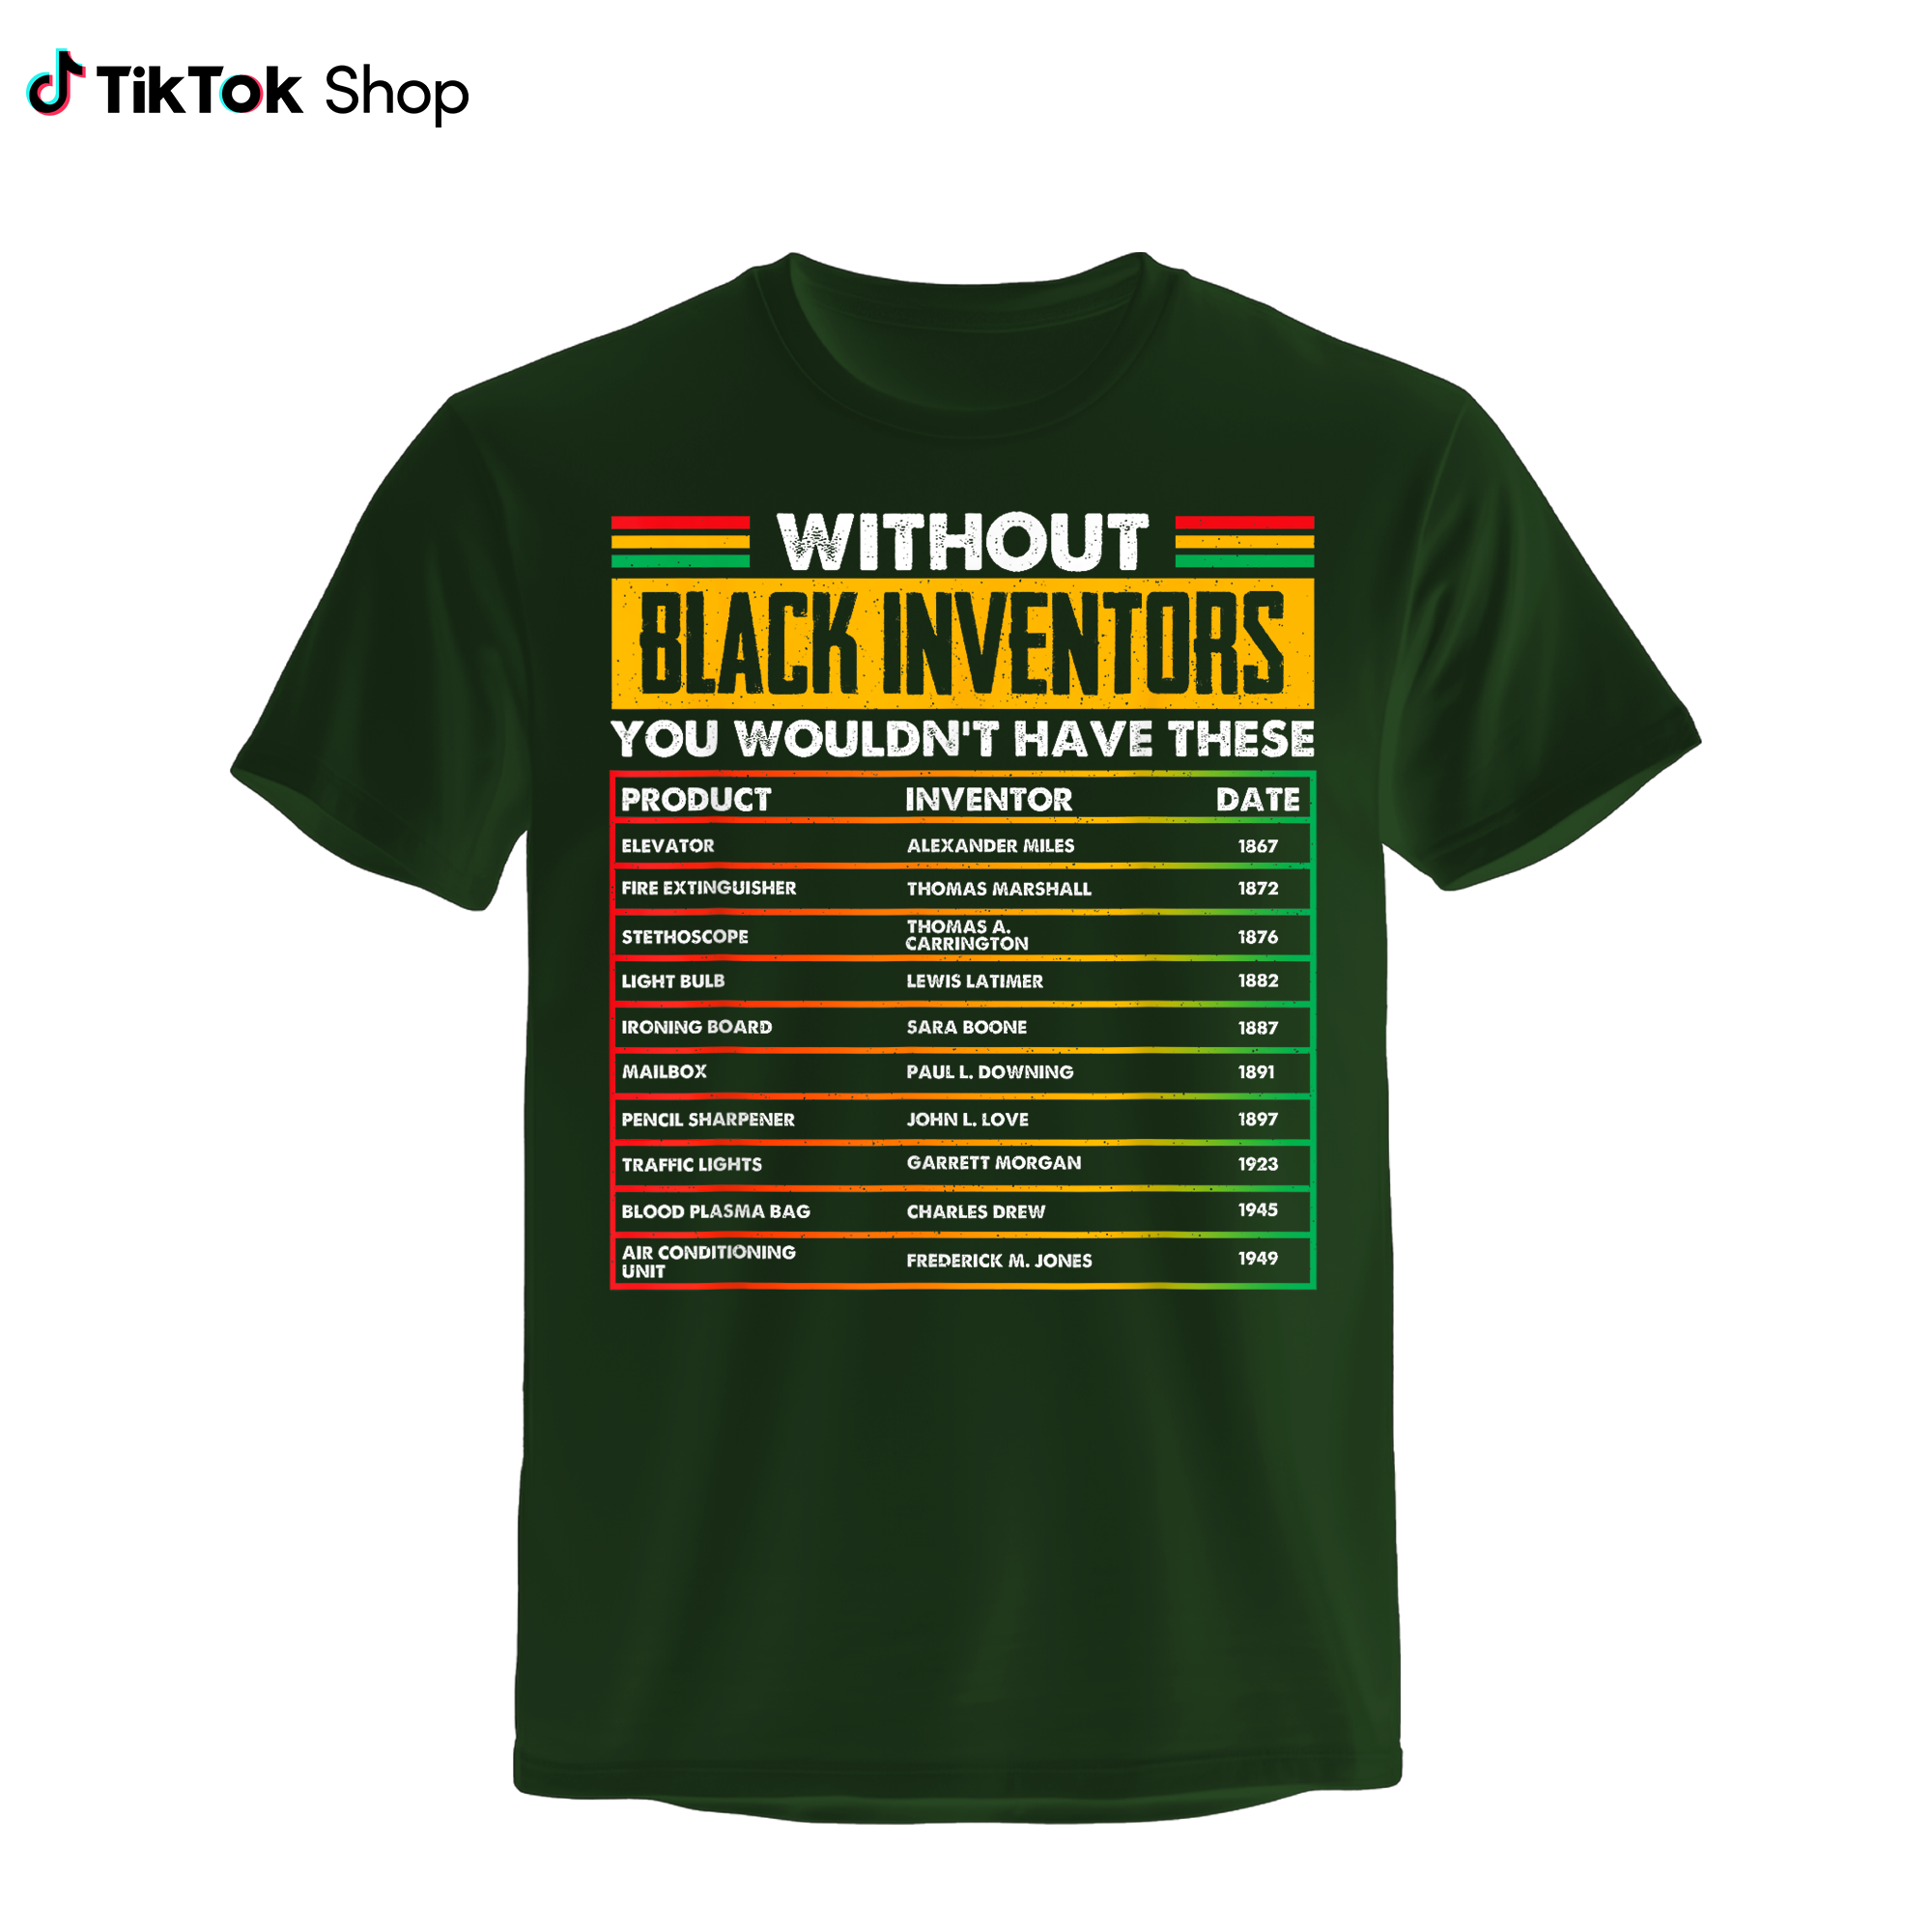 TikTok Shop
WITHOUT
BLACK INVENTORS
YOU WOULDN'T HAVE THESE
PRODUCT INVENTOR DATE
ELEVATOR ALEXANDER MILES 1867
FIRE EXTINGUISHER THOMAS MARSHALL 1872
STETHOSCOPE THOMAS A. CARRINGTON 1876
LIGHT BULB LEWIS LATIMER 1882
IRONING BOARD SARA BOONE 1887
MAILBOX PAUL L. DOWNING 1891
PENCIL SHARPENER JOHN L. LOVE 1897
TRAFFIC LIGHTS GARRETT MORGAN 1923
BLOOD PLASMA BAG CHARLES DREW 1945
AIR CONDITIONING UNIT FREDERICK M. JONES 1949